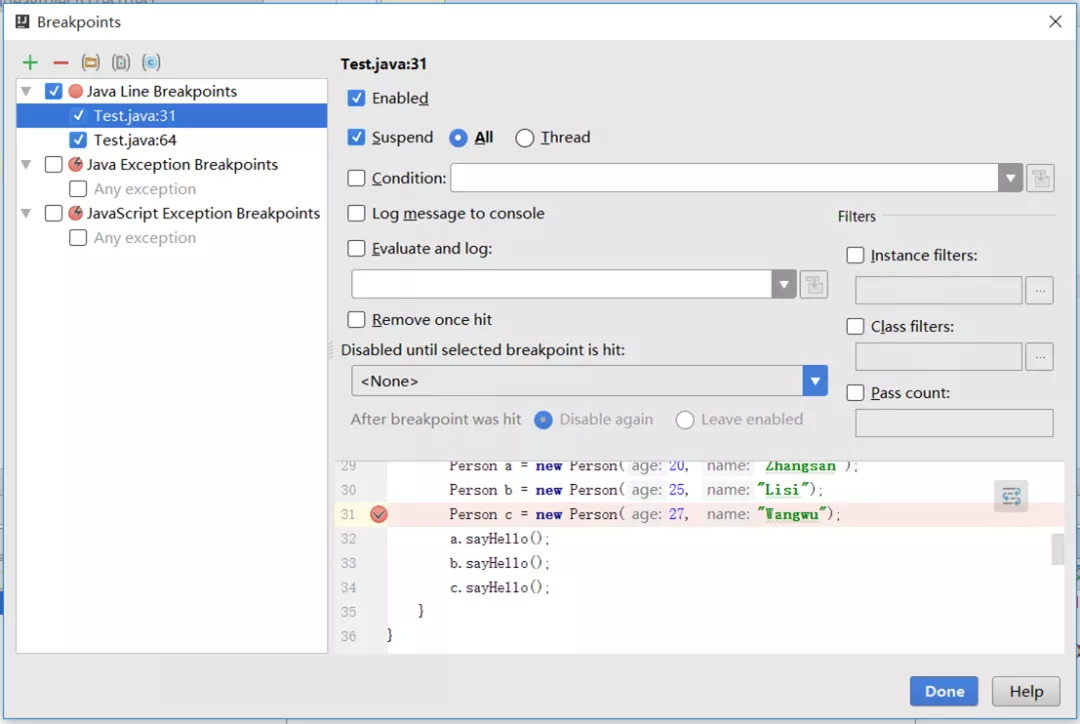 Breakpoints
Test.java:31
Java Line Breakpoints
Test.java:31
Test.java:64
Java Exception Breakpoints
Any exception
JavaScript Exception Breakpoints
Any exception
Enabled
Suspend All Thread
Condition:
Log message to console
Evaluate and log:
Remove once hit
Disabled until selected breakpoint is hit:
<None>
After breakpoint was hit Disable again Leave enabled
Filters
Instance filters:
...
Class filters:
...
Pass count:
29 Person a = new Person( age: 20, name: "Zhangsan");
30 Person b = new Person( age: 25, name: "Lisi");
31 Person c = new Person( age: 27, name: "Wangwu");
32 a.sayHello();
33 b.sayHello();
34 c.sayHello();
35 }
36 }
Done Help